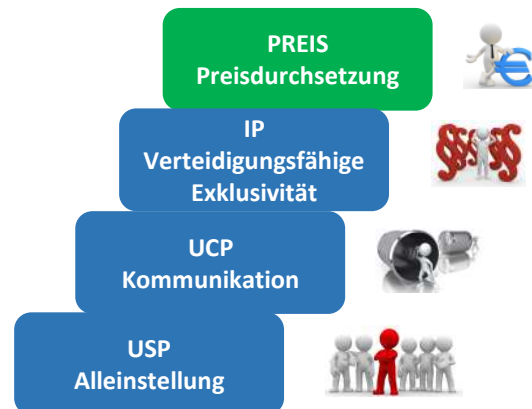 PREIS
Preisdurchsetzung
IP
Verteidigungsfähige
Exklusivität
UCP
Kommunikation
USP
Alleinstellung